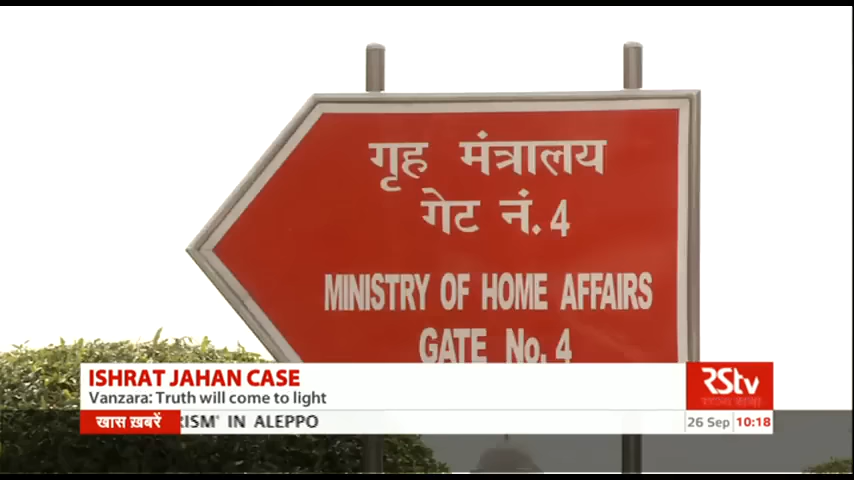 गृह मंत्रालय
गेट नं. 4
MINISTRY OF HOME AFFAIRS
GATE No. 4
ISHRAT JAHAN CASE
Vanzara: Truth will come to light
RStv
खास ख़बरें
RISM' IN ALEPPO
26 Sep 10:18